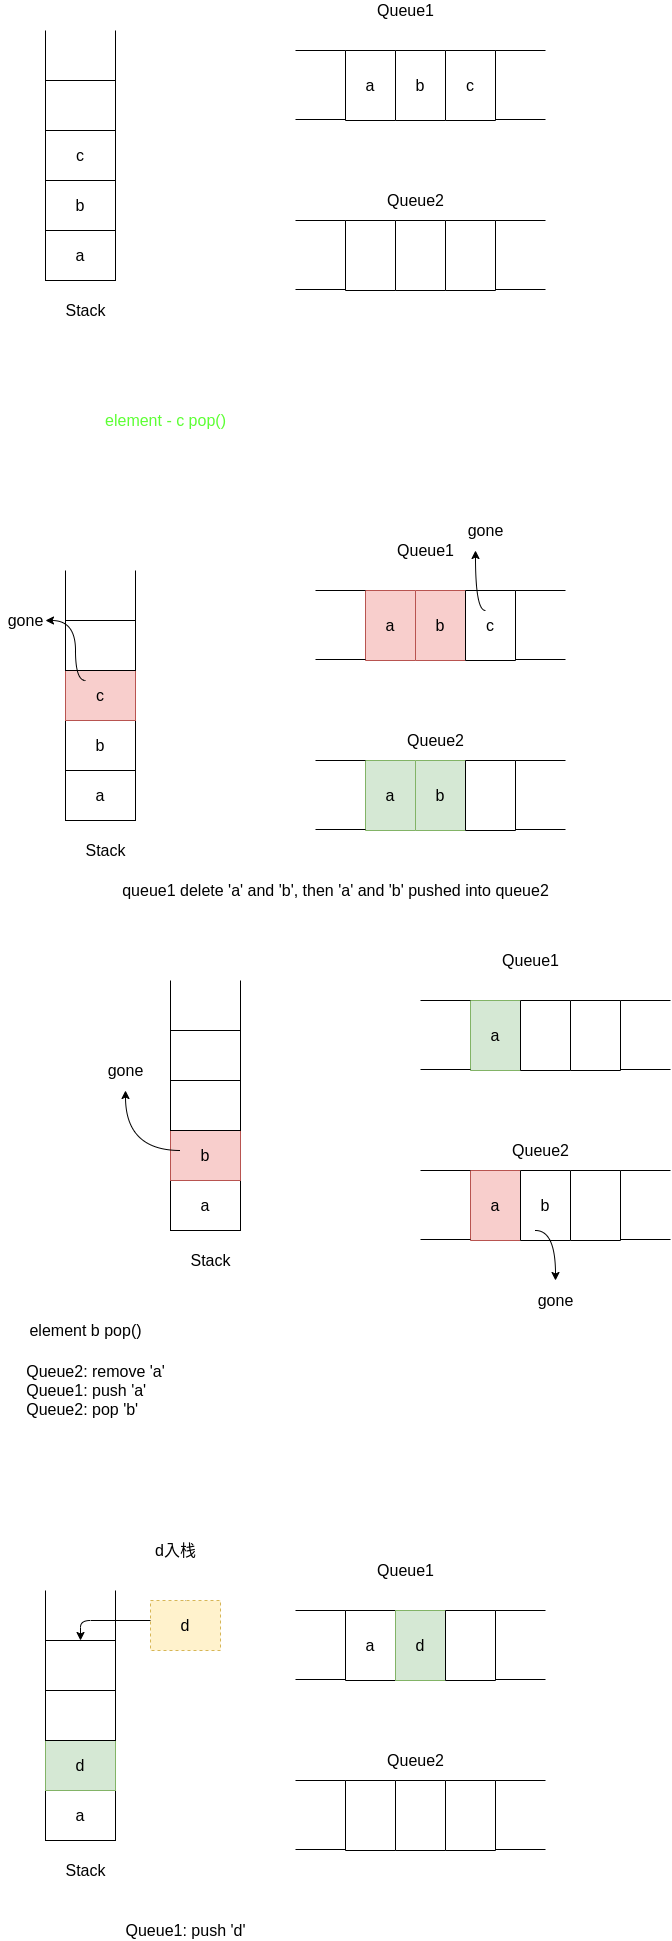 Queue1
a b c
c
b
a
Queue2
Stack
element - c pop()
gone
Queue1
gone
a b c
c
b
a
Queue2
a b
Stack
queue1 delete 'a' and 'b', then 'a' and 'b' pushed into queue2
Queue1
a
gone
b
a
Queue2
a b
Stack
gone
element b pop()
Queue2: remove 'a'
Queue1: push 'a'
Queue2: pop 'b'
d入栈
Queue1
d
a d
d
a
Queue2
Stack
Queue1: push 'd'